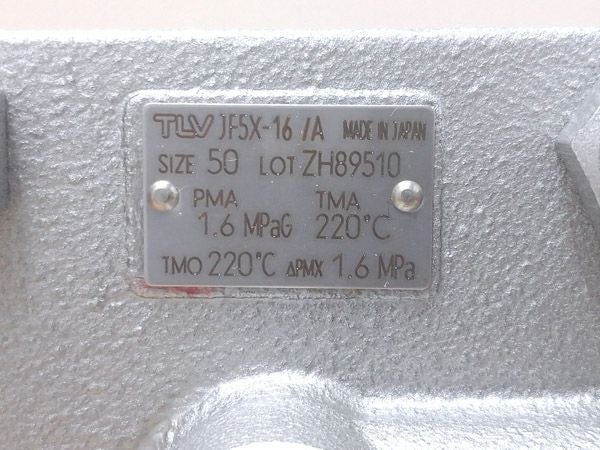 TLV JF5X-16 /A MADE IN JAPAN
SIZE 50 LOT ZH89510
PMA TMA
1.6 MPaG 220°C
TMO 220°C ΔPMX 1.6 MPa